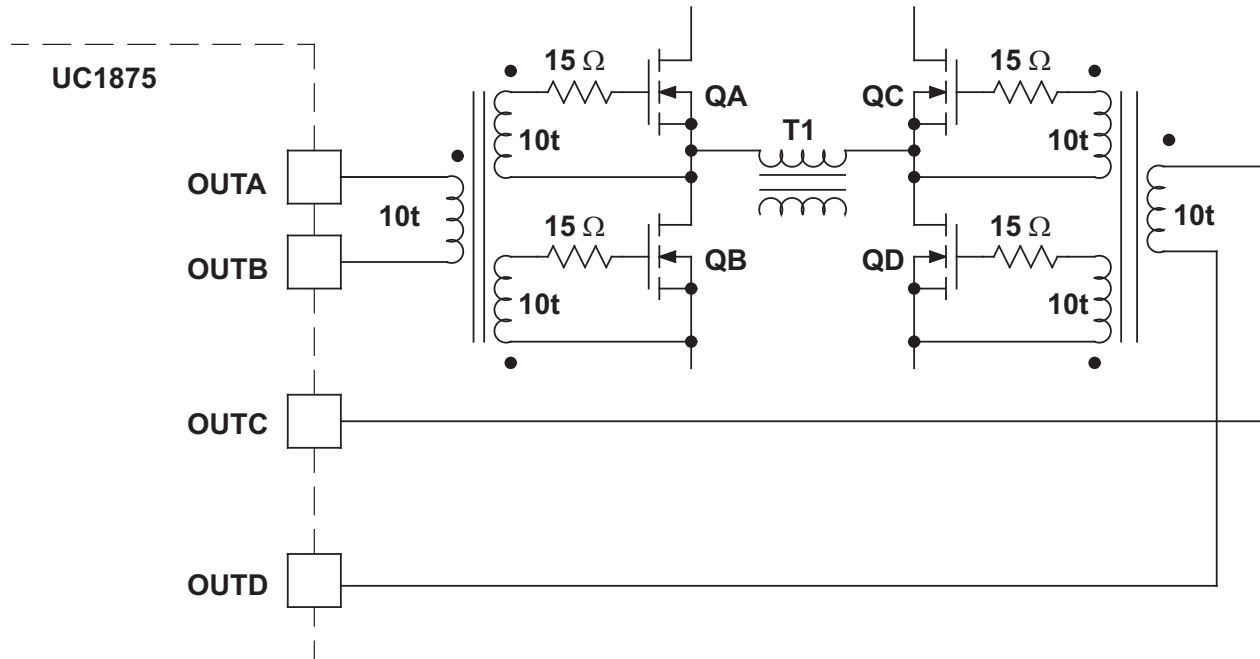 UC1875
15 Ω
QA
10t
T1
15 Ω
QC
10t
OUTA
10t
OUTB
15 Ω
QB
10t
15 Ω
QD
10t
10t
OUTC
OUTD